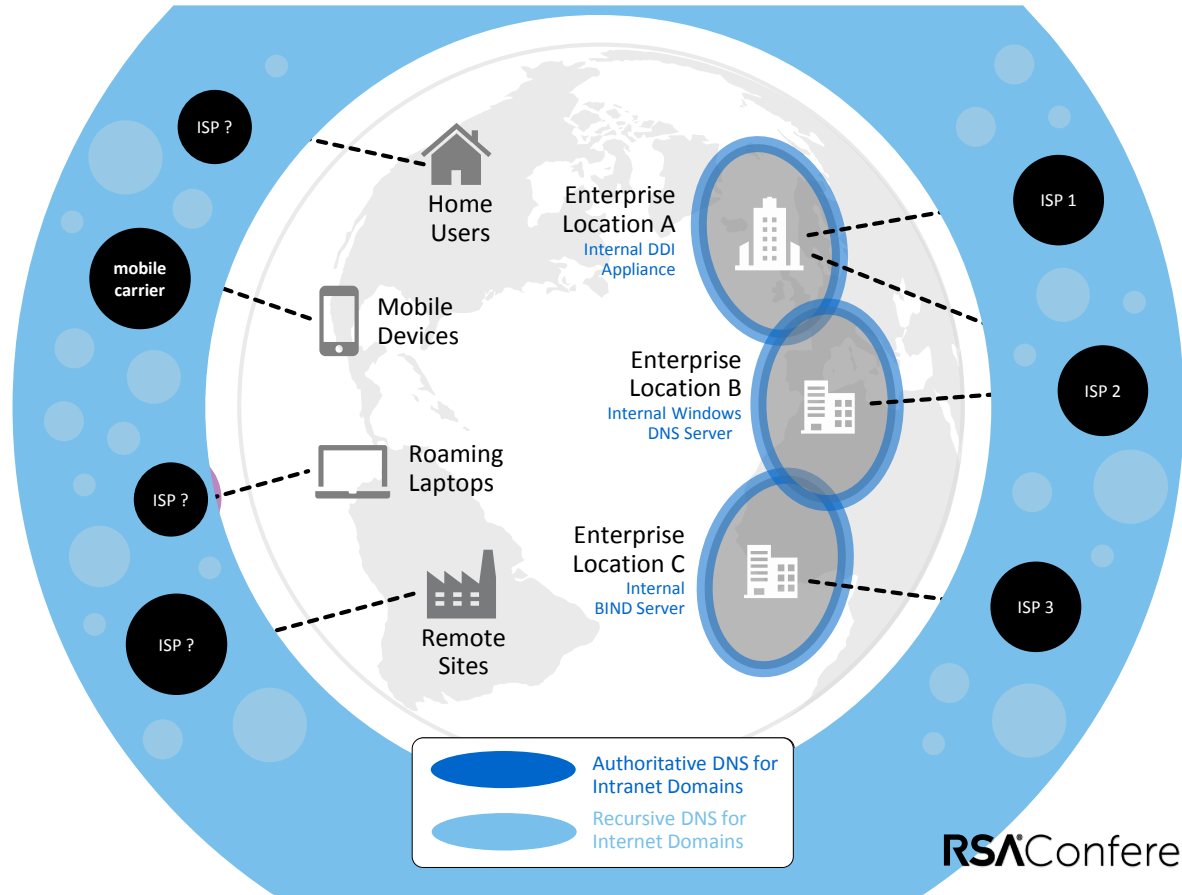 ISP ?
mobile
carrier
ISP ?
ISP ?
Home
Users
Mobile
Devices
Roaming
Laptops
Remote
Sites
Enterprise
Location A
Internal DDI
Appliance
Enterprise
Location B
Internal Windows
DNS Server
Enterprise
Location C
Internal
BIND Server
ISP 1
ISP 2
ISP 3
Authoritative DNS for
Intranet Domains
Recursive DNS for
Internet Domains
RSA®Confere